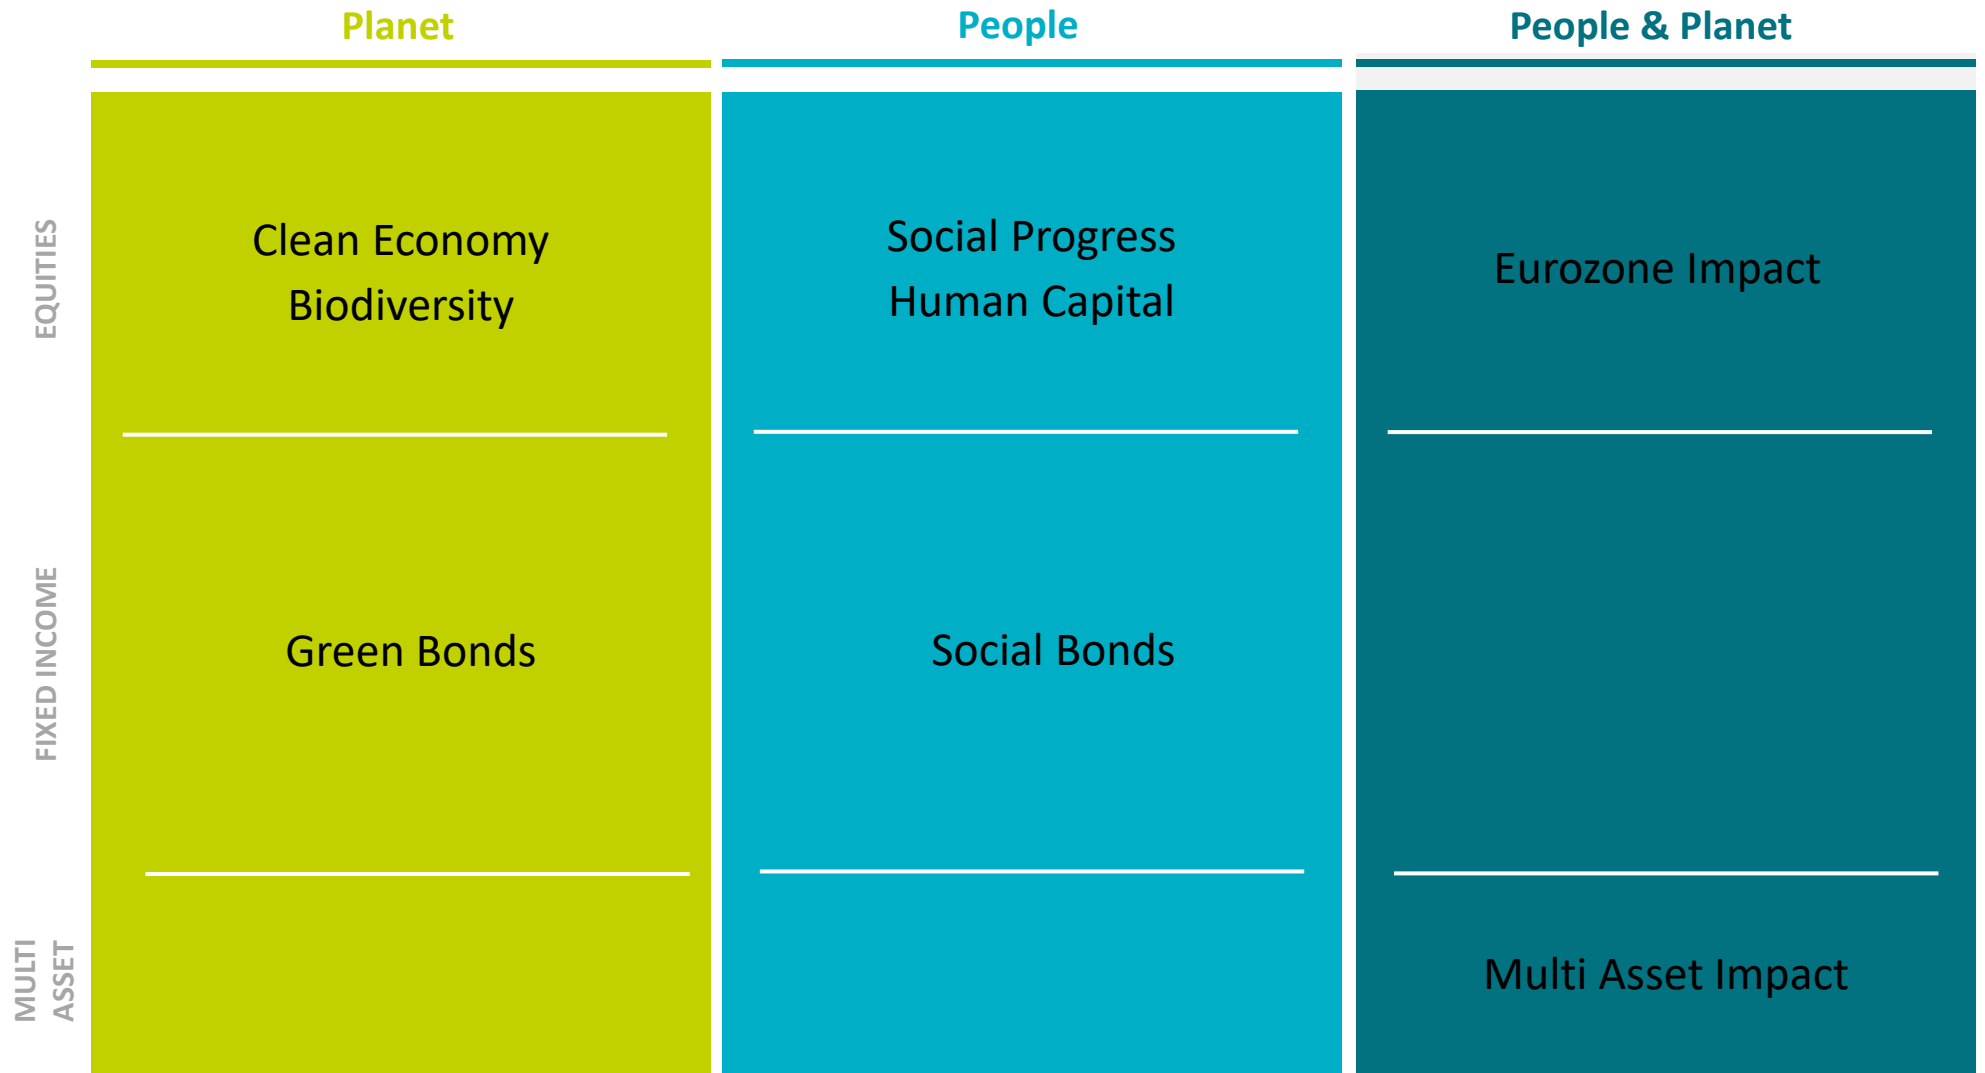 Planet
People
People & Planet
EQUITIES
Clean Economy
Biodiversity
Social Progress
Human Capital
Eurozone Impact
FIXED INCOME
Green Bonds
Social Bonds
MULTI
ASSET
Multi Asset Impact